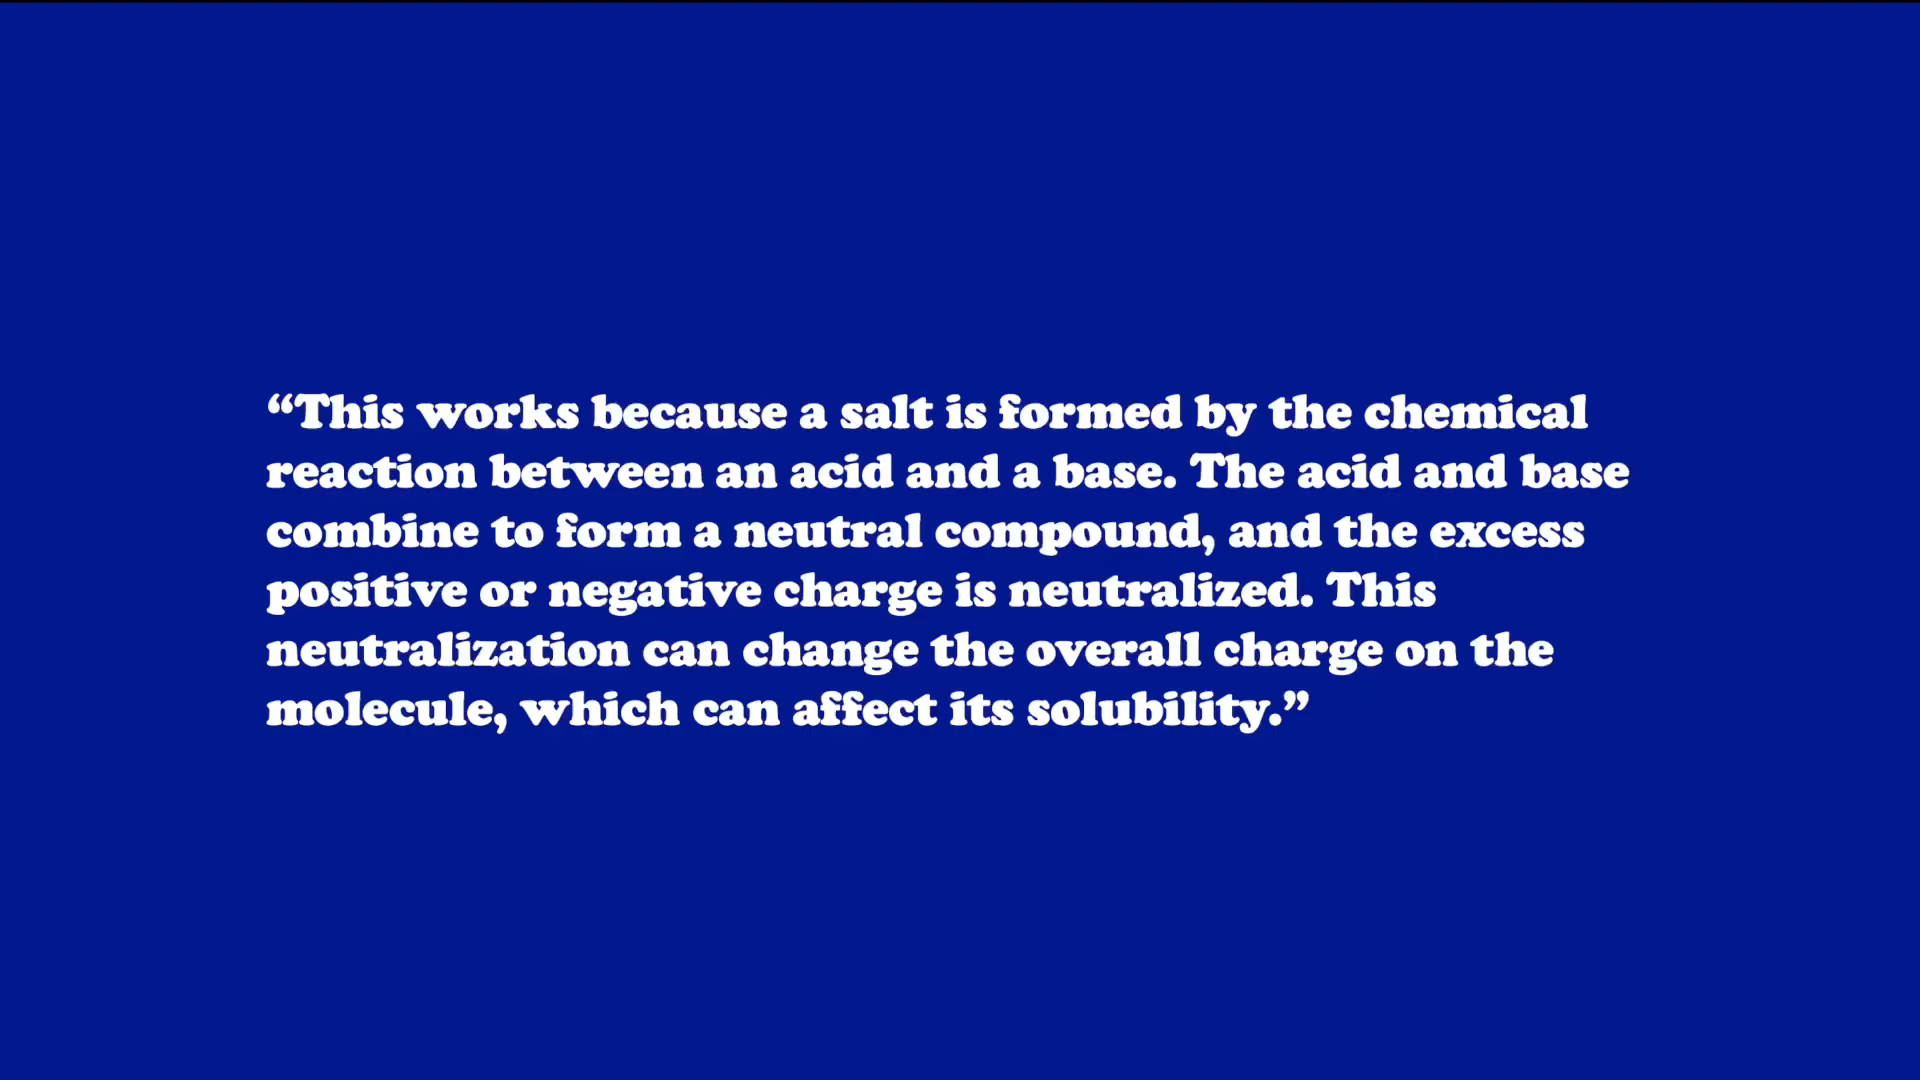 “This works because a salt is formed by the chemical
reaction between an acid and a base. The acid and base
combine to form a neutral compound, and the excess
positive or negative charge is neutralized. This
neutralization can change the overall charge on the
molecule, which can affect its solubility.”